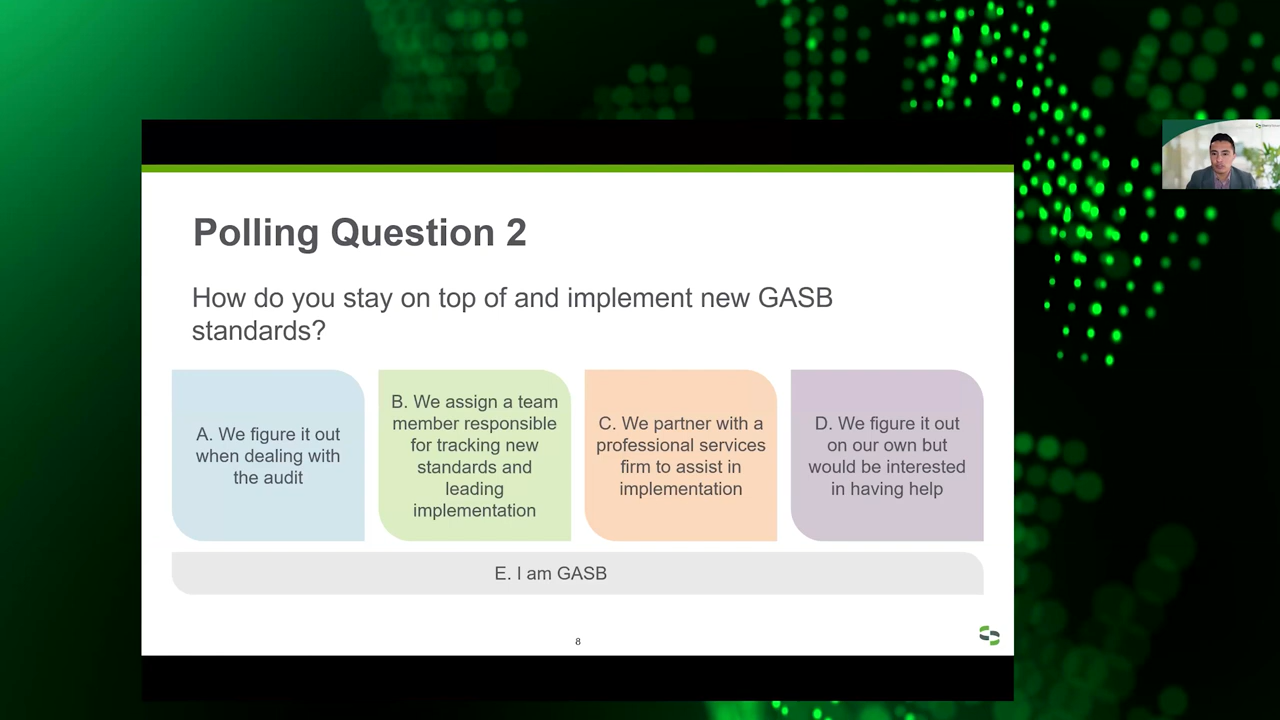 Polling Question 2
How do you stay on top of and implement new GASB
standards?
A. We figure it out
when dealing with
the audit
B. We assign a team
member responsible
for tracking new
standards and
leading
implementation
C. We partner with a
professional services
firm to assist in
implementation
D. We figure it out
on our own but
would be interested
in having help
E. I am GASB
8